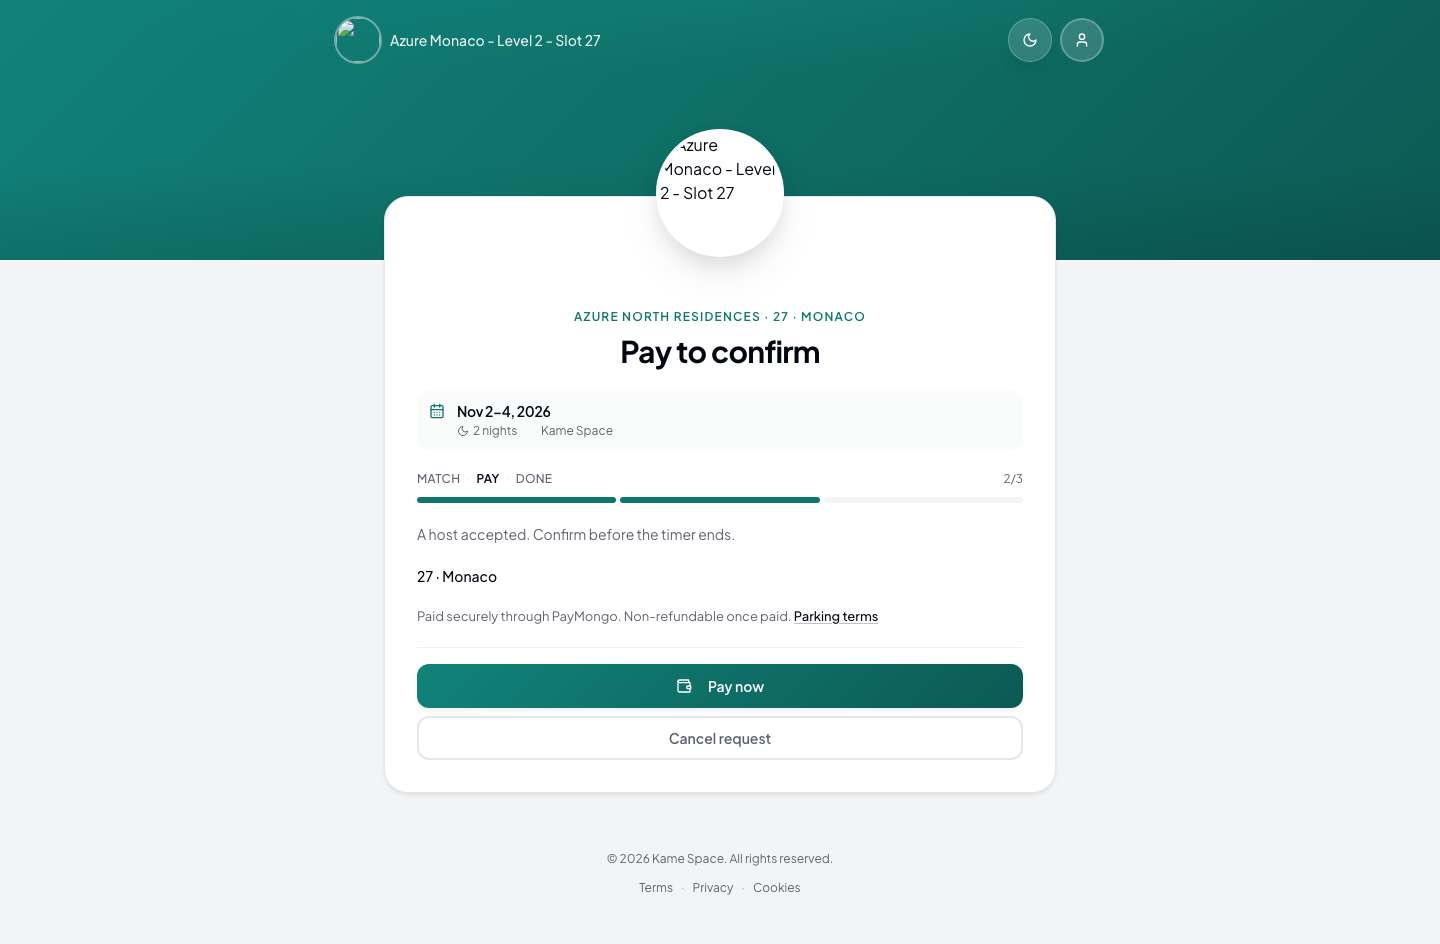 Azure Monaco - Level 2 - Slot 27
Azure
Monaco - Level
2 - Slot 27
AZURE NORTH RESIDENCES · 27 · MONACO
Pay to confirm
Nov 2–4, 2026
2 nights Kame Space
MATCH · PAY · DONE 2/3
A host accepted. Confirm before the timer ends.
27 · Monaco
Paid securely through PayMongo. Non-refundable once paid. Parking terms
Pay now
Cancel request
© 2026 Kame Space. All rights reserved.
Terms · Privacy · Cookies